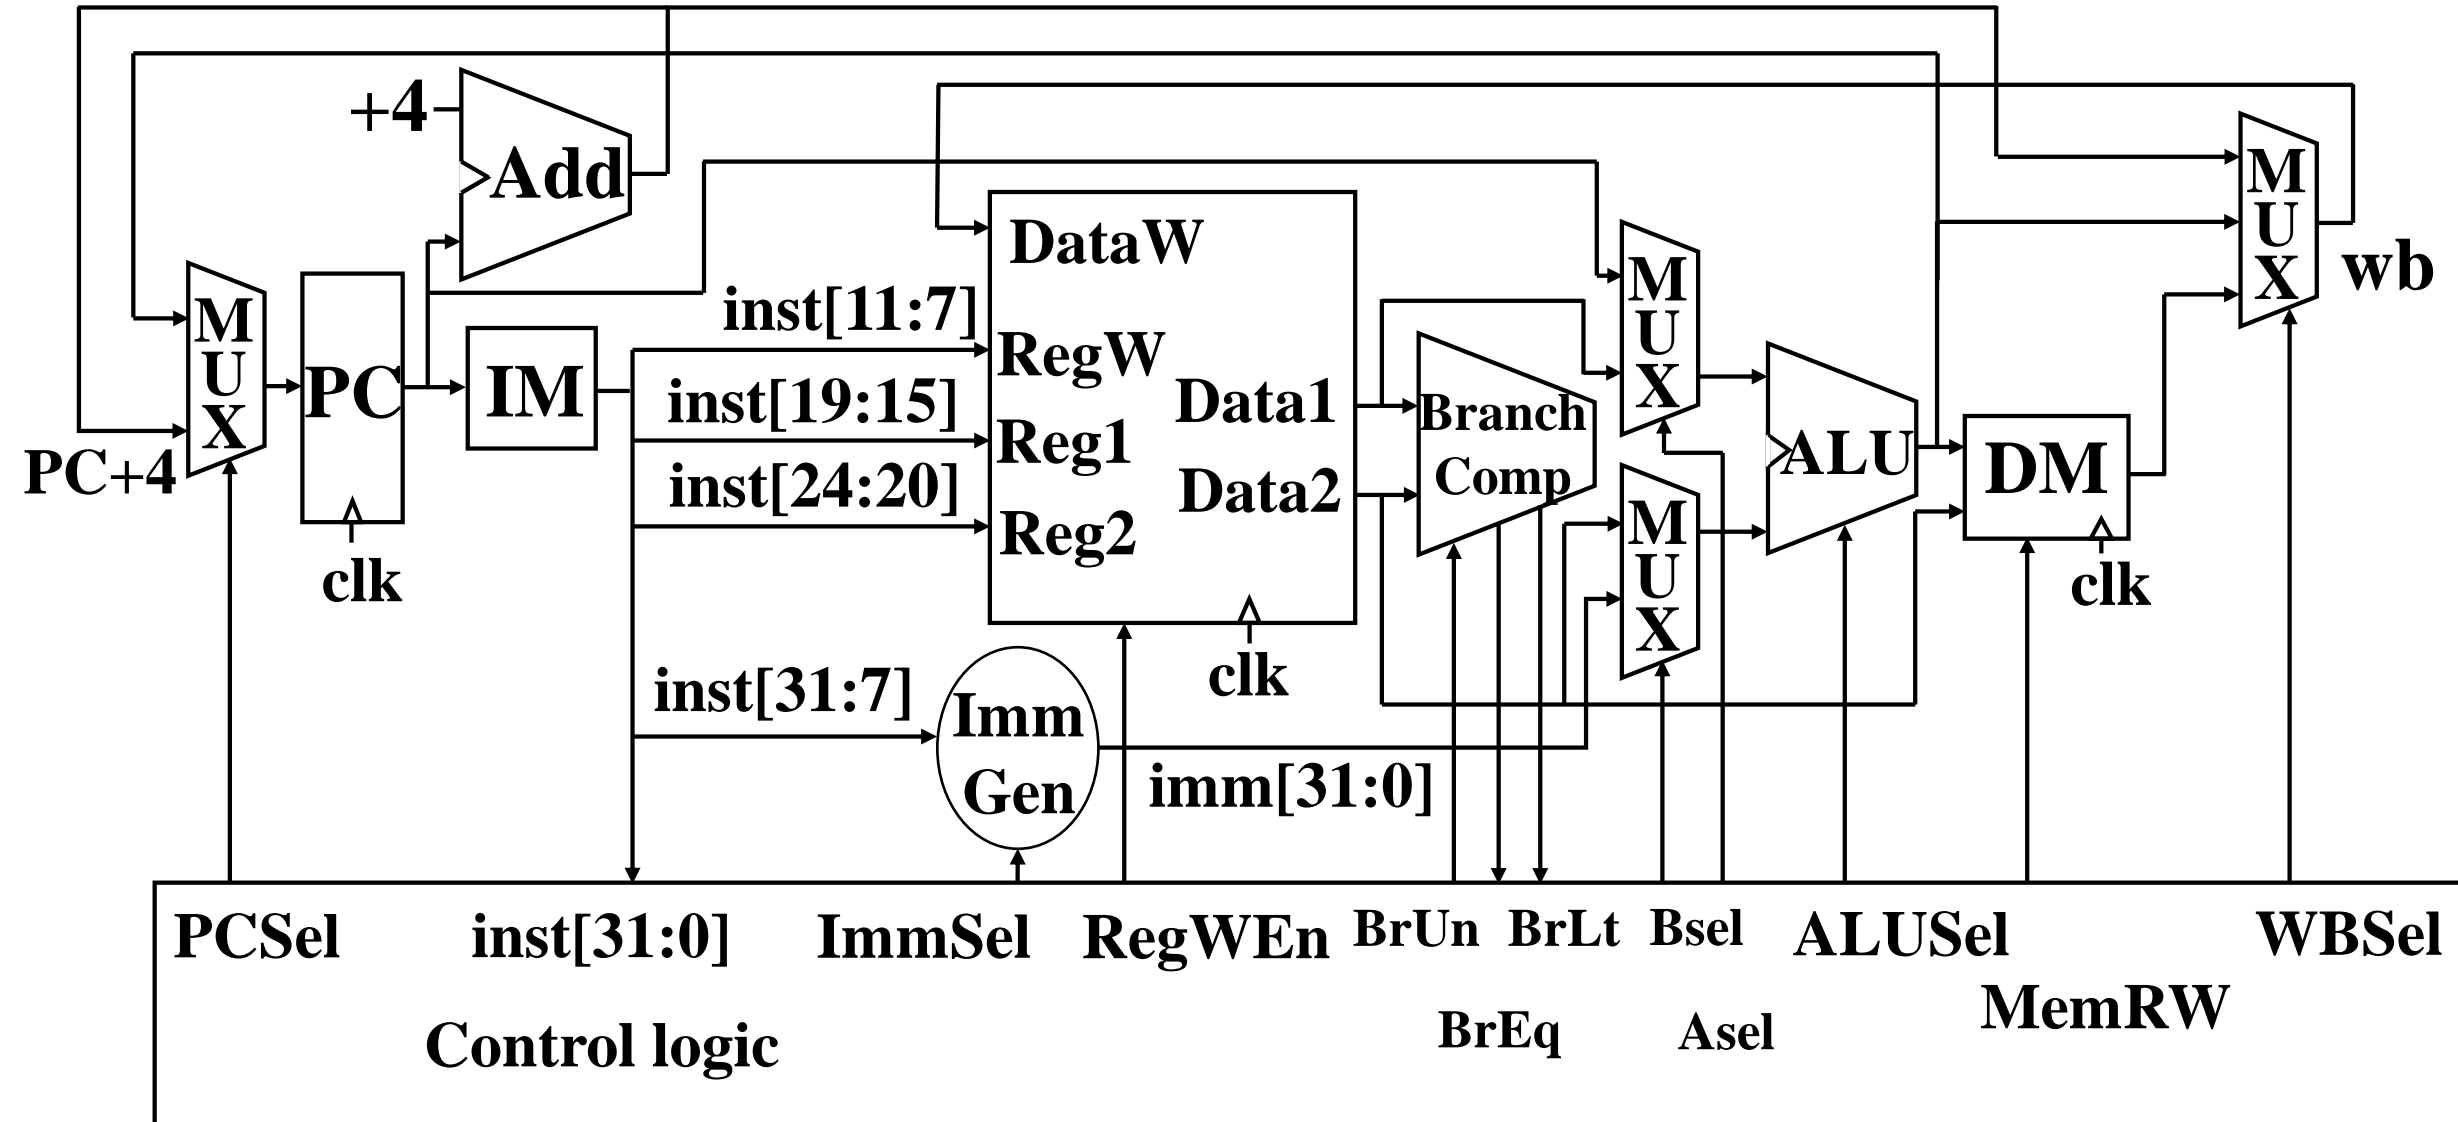 +4
Add
M
U
X
PC+4
PC
clk
IM
inst[11:7]
inst[19:15]
inst[24:20]
inst[31:7]
DataW
RegW
Reg1
Reg2
Data1
Data2
clk
Imm
Gen
imm[31:0]
Branch
Comp
M
U
X
M
U
X
ALU
DM
clk
M
U
X
wb
PCSel
inst[31:0]
ImmSel
RegWEn
BrUn
BrLt
Bsel
ALUSel
WBSel
MemRW
BrEq
Asel
Control logic